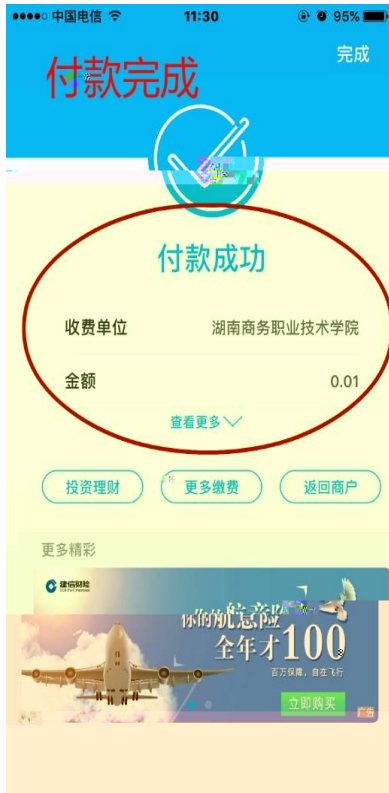 中国电信 11:30 95%
完成
付款完成
付款成功
收费单位 湖南商务职业技术学院
金额 0.01
查看更多
投资理财 更多缴费 返回商户
更多精彩
建信财险
你的航意险
全年才100
百万保障，自在飞行
立即购买
广告